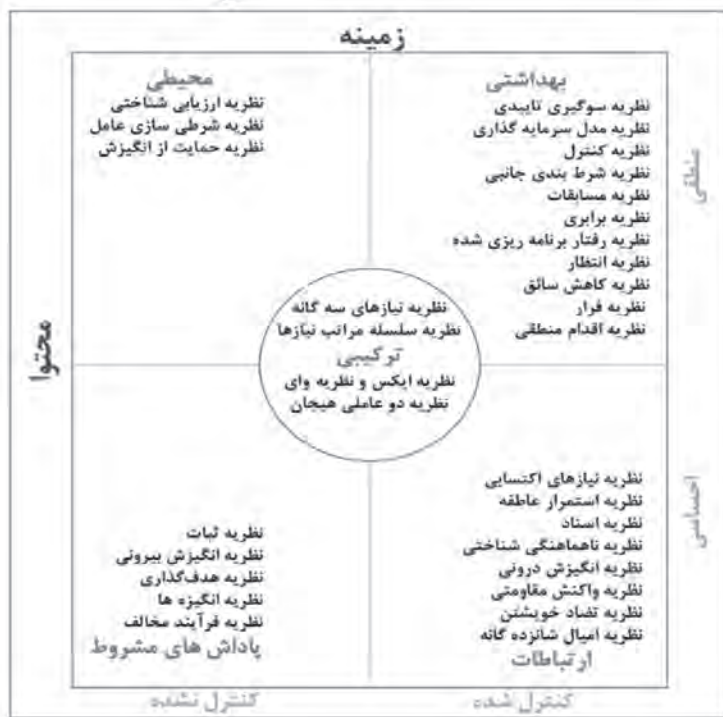 زمینه
بهداشتی
نظریه سوگیری تاییدی
نظریه مدل سرمایه گذاری
نظریه کنترل
نظریه شرط بندی جانبی
نظریه مسابقات
نظریه برابری
نظریه رفتار برنامه ریزی شده
نظریه انتظار
نظریه کاهش سائق
نظریه فرار
نظریه اقدام منطقی
محیطی
نظریه ارزیابی شناختی
نظریه شرطی سازی عامل
نظریه حمایت از انگیزش
منطقی
محتوا
نظریه نیازهای سه گانه
نظریه سلسله مراتب نیازها
ترکیبی
نظریه ایکس و نظریه وای
نظریه دو عاملی هیجان
احساسی
نظریه نیازهای اکتسابی
نظریه استمرار عاطفه
نظریه اسناد
نظریه ناهماهنگی شناختی
نظریه انگیزش درونی
نظریه واکنش مقاومتی
نظریه تضاد خویشتن
نظریه امیال شانزده گانه
ارتباطات
نظریه ثبات
نظریه انگیزش بیرونی
نظریه هدف‌گذاری
نظریه انگیزه ها
نظریه فرآیند مخالف
پاداش های مشروط
کنترل شده
کنترل نشده